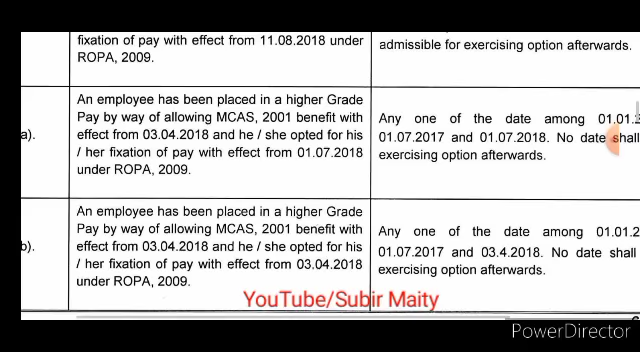 fixation of pay with effect from 11.08.2018 under
ROPA, 2009.
admissible for exercising option afterwards.
a).
An employee has been placed in a higher Grade
Pay by way of allowing MCAS, 2001 benefit with
effect from 03.04.2018 and he / she opted for his
/ her fixation of pay with effect from 01.07.2018
under ROPA, 2009.
Any one of the date among 01.01.
01.07.2017 and 01.07.2018. No date shall
exercising option afterwards.
b).
An employee has been placed in a higher Grade
Pay by way of allowing MCAS, 2001 benefit with
effect from 03.04.2018 and he / she opted for his
/ her fixation of pay with effect from 03.04.2018
under ROPA, 2009.
Any one of the date among 01.01.2
01.07.2017 and 03.4.2018. No date shall
exercising option afterwards.
YouTube/Subir Maity
PowerDirector